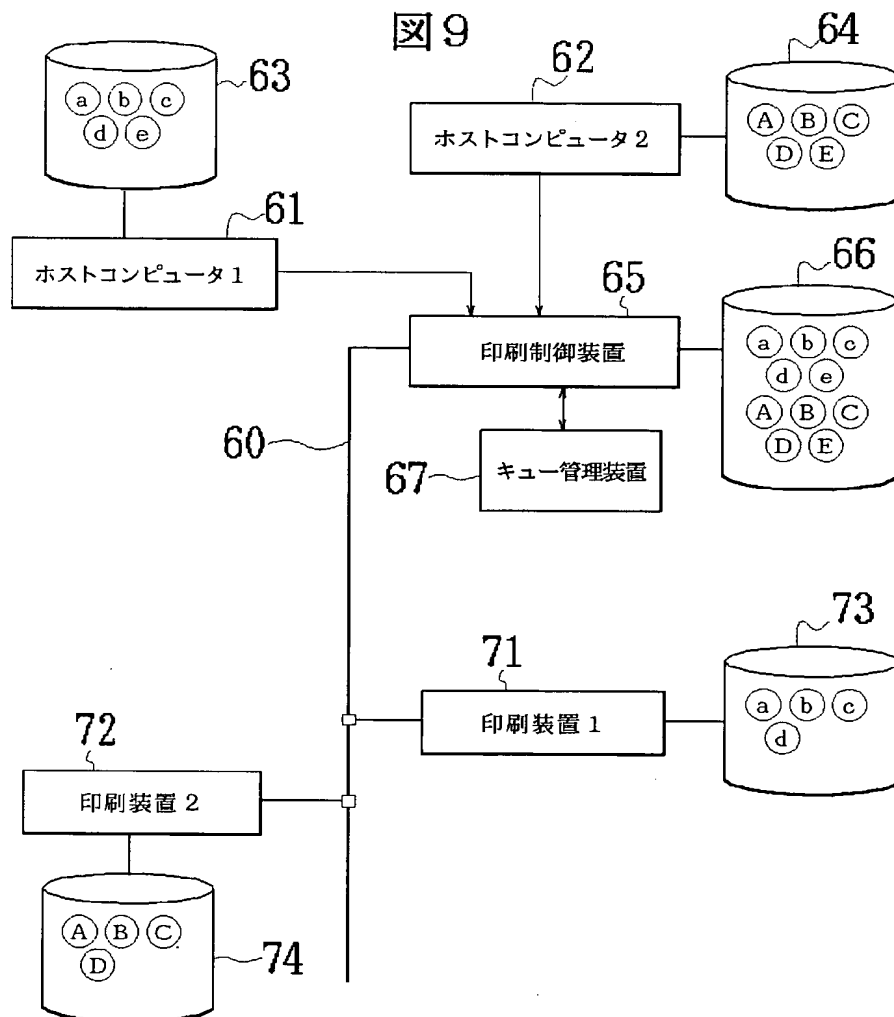 図9
63
a b c
d e
61
ホストコンピュータ1
62
ホストコンピュータ2
64
A B C
D E
65
印刷制御装置
66
a b c
d e
A B C
D E
60
67
キュー管理装置
71
印刷装置1
73
a b c
d
72
印刷装置2
A B C
D
74